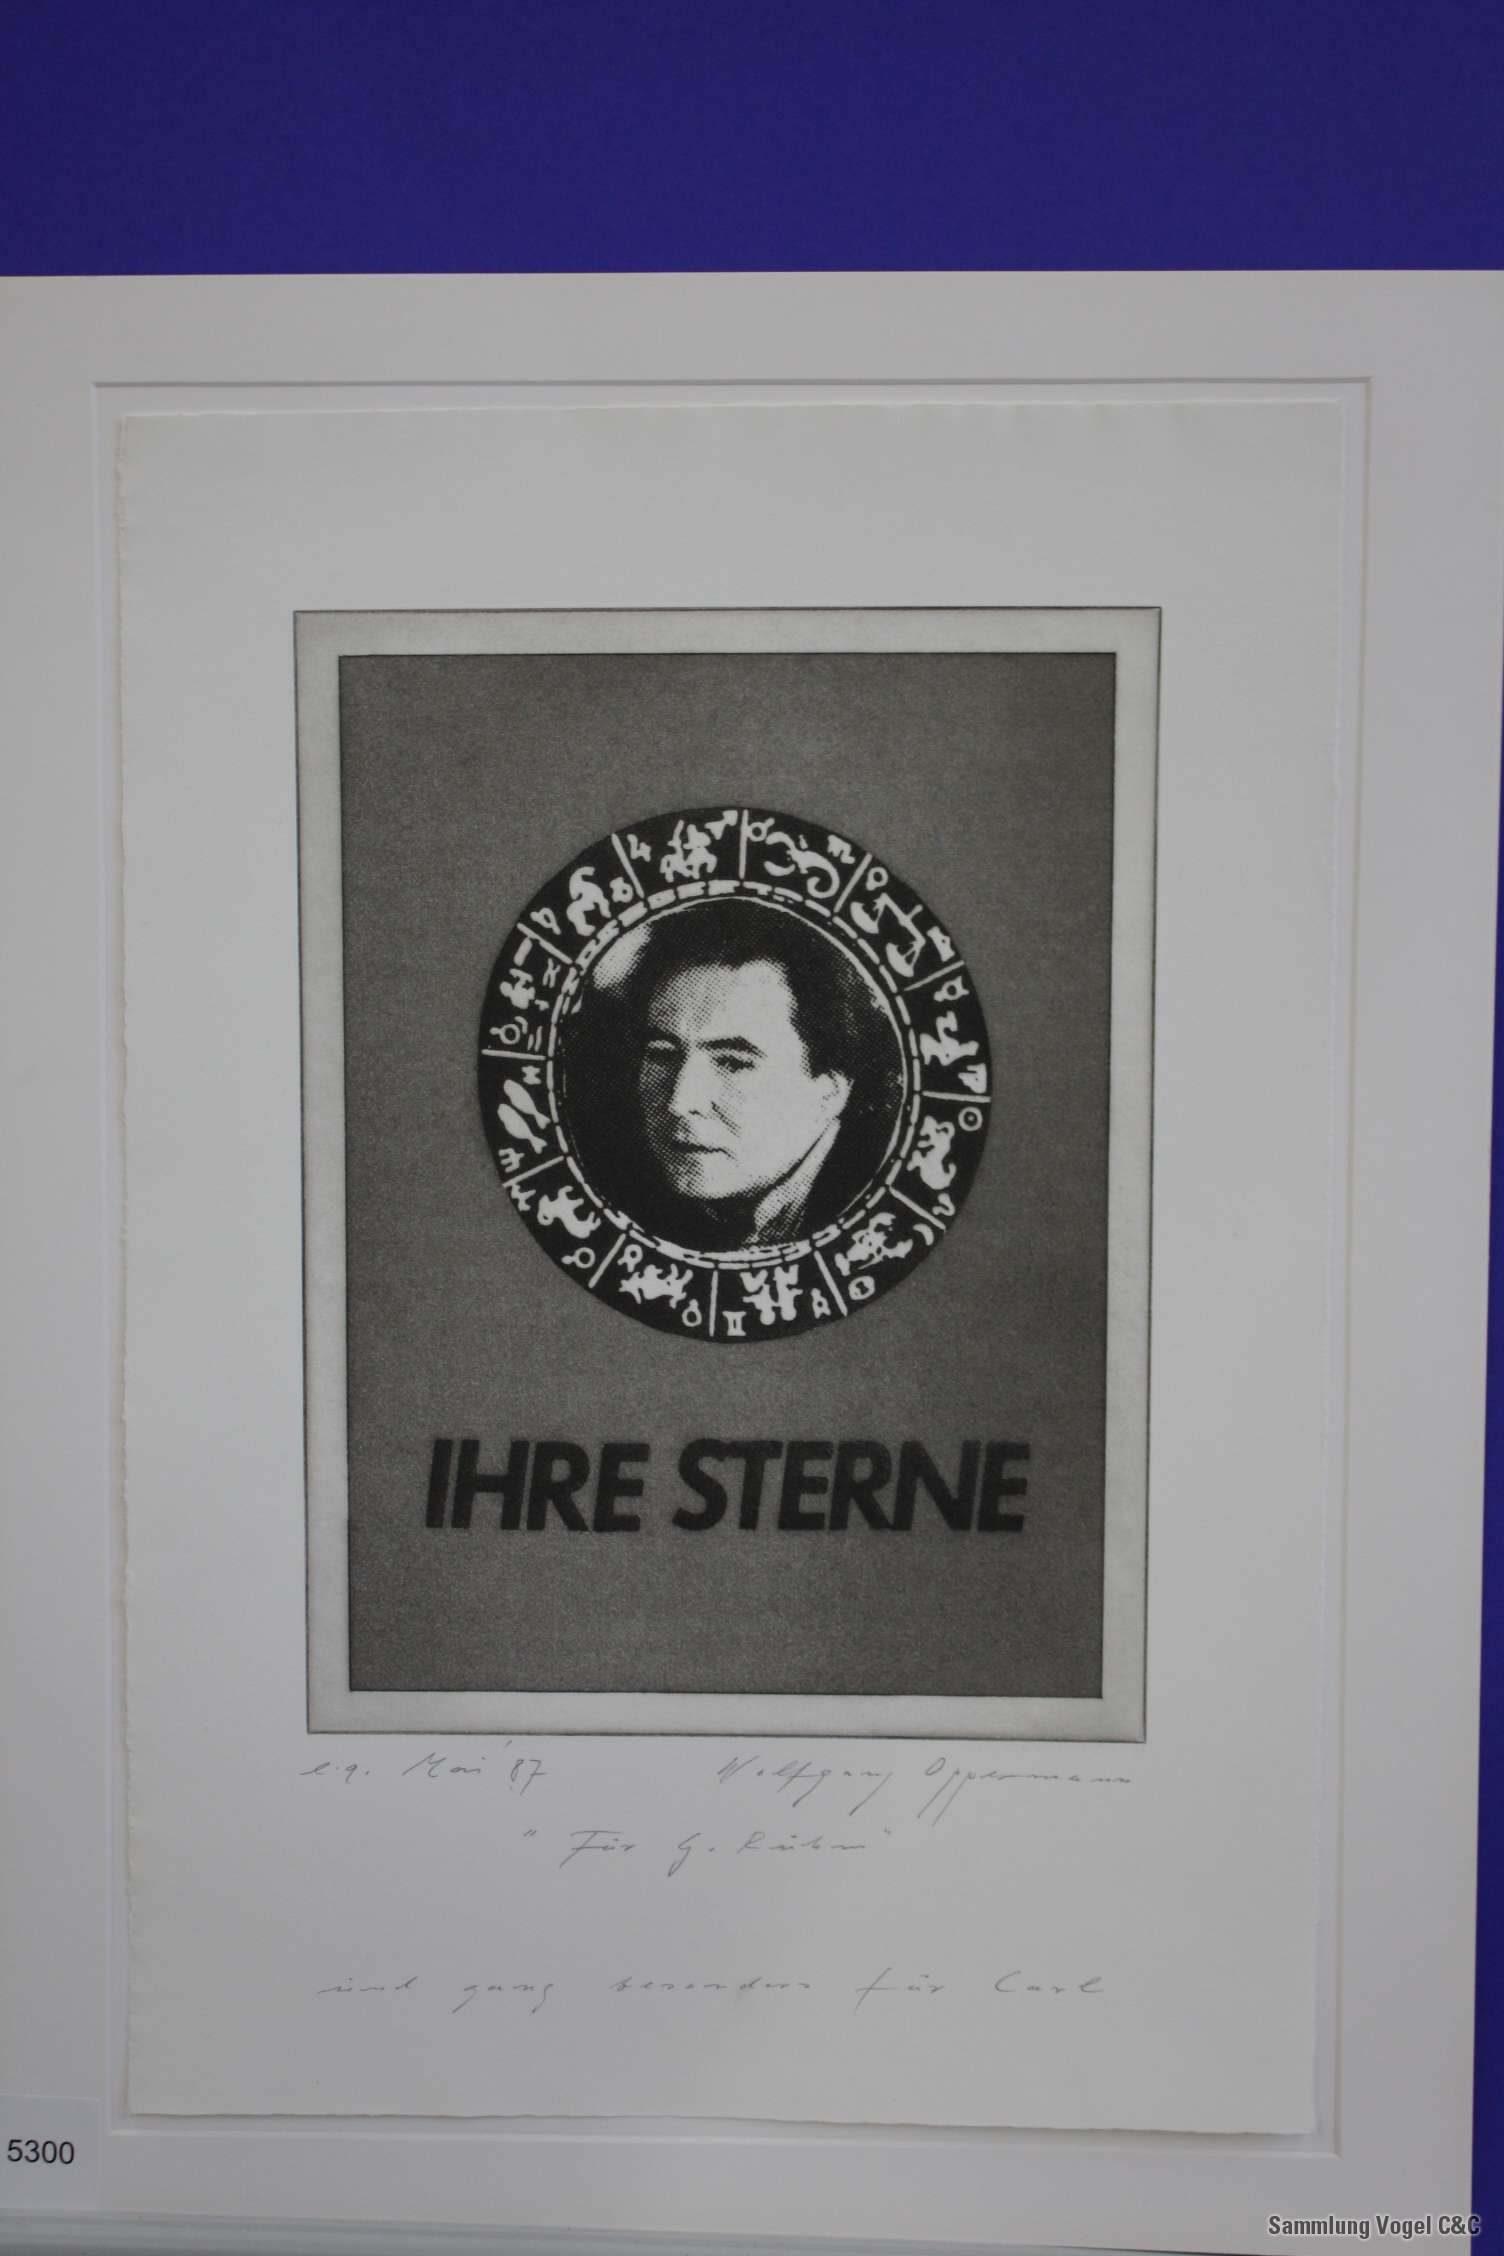 IHRE STERNE
e.a. Mai '87 Wolfgang Oppermann
"Für G. Rühm"
und ganz besonders für Carl
5300
Sammlung Vogel C&C